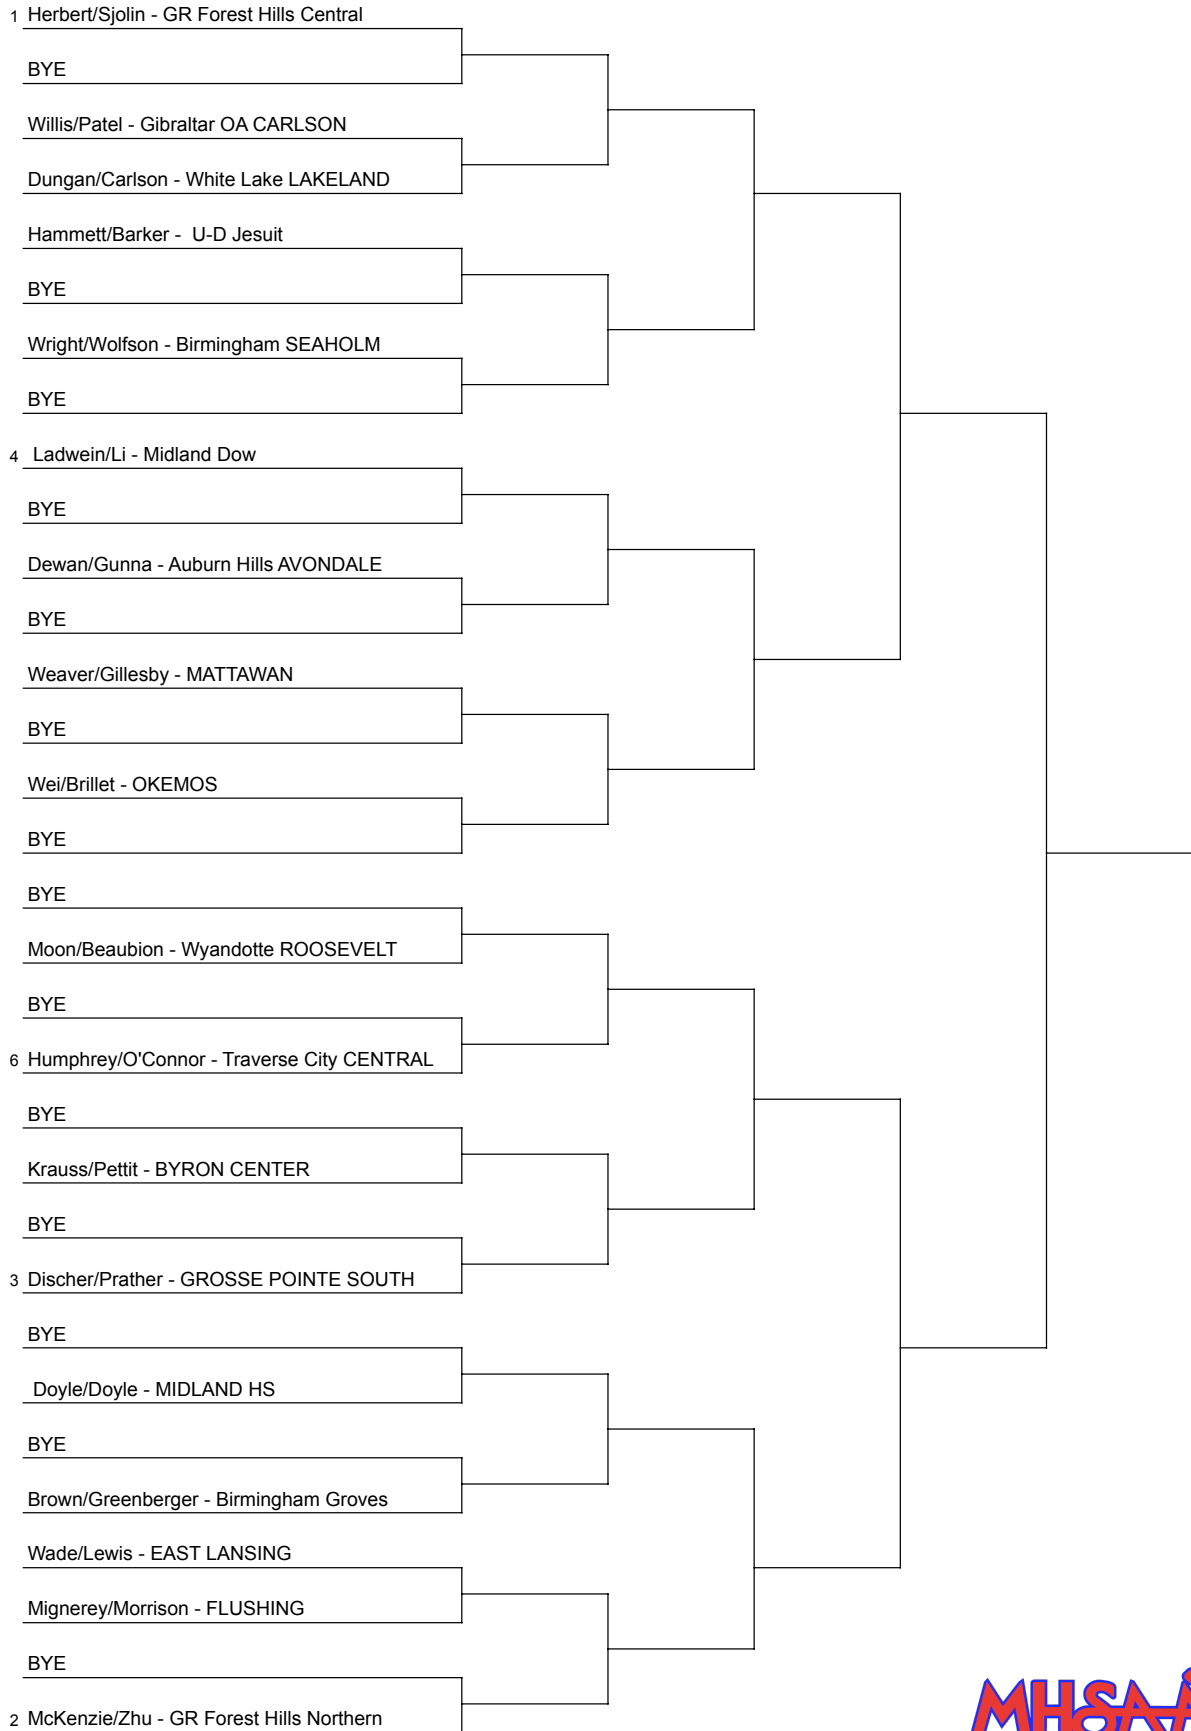 1 Herbert/Sjolin - GR Forest Hills Central
BYE
Willis/Patel - Gibraltar OA CARLSON
Dungan/Carlson - White Lake LAKELAND
Hammett/Barker -  U-D Jesuit
BYE
Wright/Wolfson - Birmingham SEAHOLM
BYE
4 Ladwein/Li - Midland Dow
BYE
Dewan/Gunna - Auburn Hills AVONDALE
BYE
Weaver/Gillesby - MATTAWAN
BYE
Wei/Brillet - OKEMOS
BYE
BYE
Moon/Beaubion - Wyandotte ROOSEVELT
BYE
6 Humphrey/O'Connor - Traverse City CENTRAL
BYE
Krauss/Pettit - BYRON CENTER
BYE
3 Discher/Prather - GROSSE POINTE SOUTH
BYE
Doyle/Doyle - MIDLAND HS
BYE
Brown/Greenberger - Birmingham Groves
Wade/Lewis - EAST LANSING
Mignerey/Morrison - FLUSHING
BYE
2 McKenzie/Zhu - GR Forest Hills Northern
MHSAA